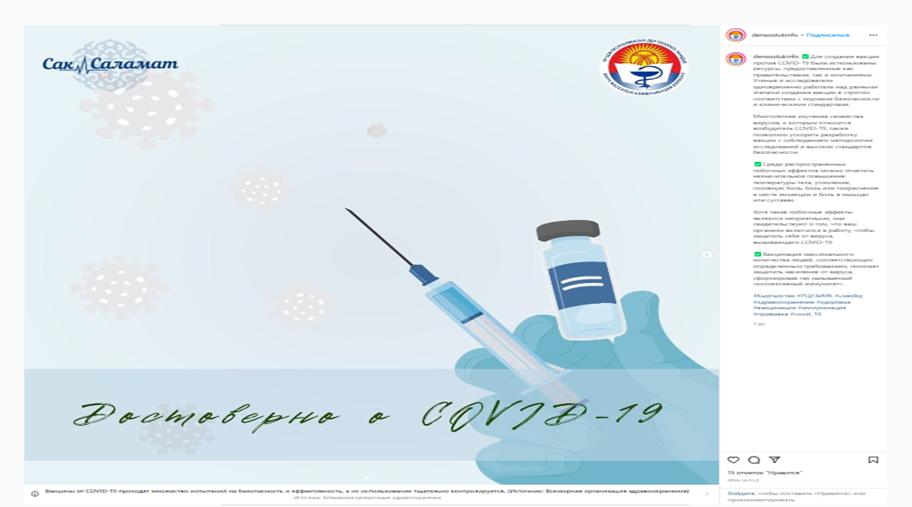 Сак Саламат
Достоверно о COVID-19
densoolukinfo • Подписаться
densoolukinfo ✅Для создания вакцин
против COVID-19 были использованы
ресурсы, предоставленные как
правительствами, так и компаниями.
Ученые и исследователи
одновременно работали над разными
этапами создания вакцин в строгом
соответствии с нормами безопасности
и клиническими стандартами.
Многолетнее изучение семейства
вирусов, к которым относится
возбудитель COVID-19, также
позволило ускорить разработку
вакцин с соблюдением методологии
исследований и высоких стандартов
безопасности.
✅Среди распространенных
побочных эффектов можно отметить
незначительное повышение
температуры тела, утомление,
головную боль, боль или покраснение
в месте инъекции и боль в мышцах
или суставах.
Хотя такие побочные эффекты
являются неприятными, они
свидетельствуют о том, что ваш
организм включился в работу, чтобы
защитить себя от вируса,
вызывающего COVID-19.
✅Вакцинация максимального
количества людей, соответствующих
определенным требованиям, поможет
защитить население от вируса,
сформировав так называемый
«коллективный иммунитет».
#Кыргызстан #РЦУЗиМК #usaidkg
#здравоохранение #здоровье
#вакцинация #иммунизация
#прививка #covid_19
1 дн.
15 отметок "Нравится"
ДЕНЬ НАЗАД
Войдите, чтобы поставить «Нравится» или
прокомментировать.
Вакцины от COVID-19 проходят множество испытаний на безопасность и эффективность, а их использование тщательно контролируется. (Источник: Всемирная организация здравоохранения)
Источник: Всемирная организация здравоохранения